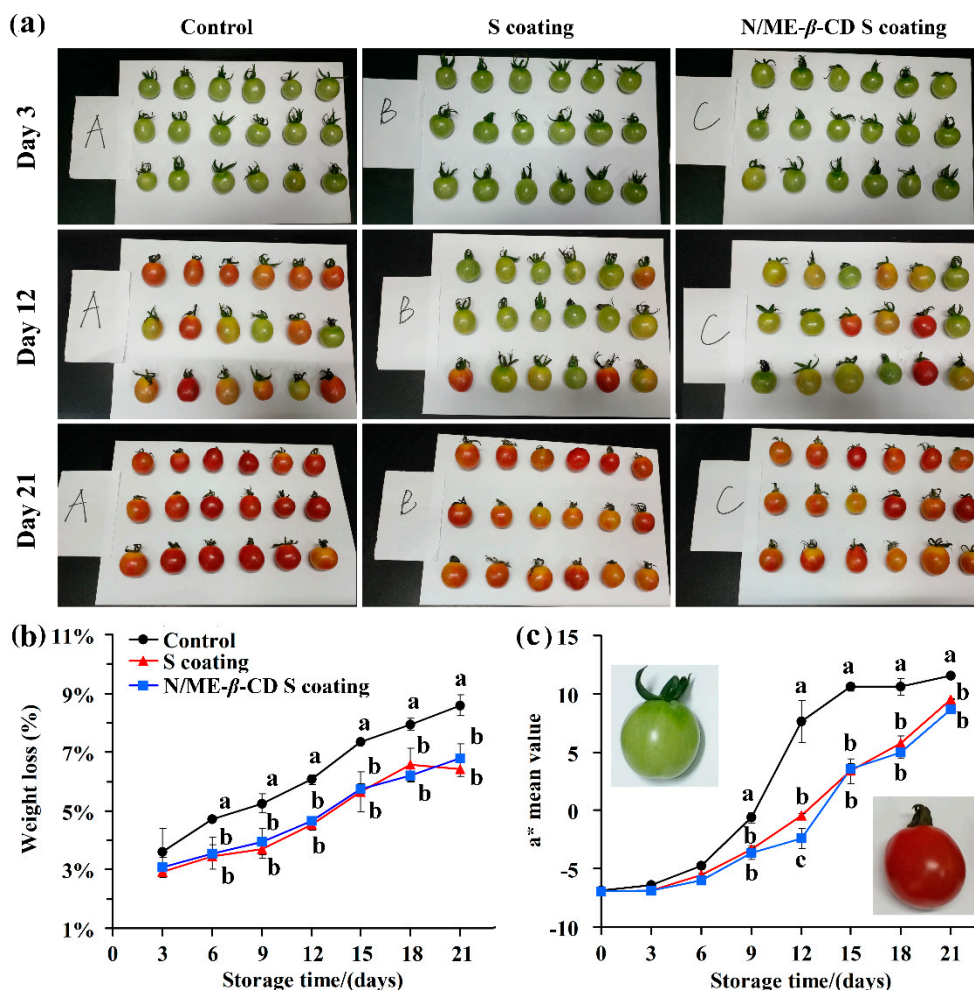 (a)
Control
S coating
N/ME-β-CD S coating
Day 3
A
B
C
Day 12
A
B
C
Day 21
A
B
C
(b)
11%
9%
7%
5%
3%
1%
Weight loss (%)
Control
S coating
N/ME-β-CD S coating
a
a
a
a
a
a
b
b
b
b
b
b
b
b
b
b
b
b
0
3
6
9
12
15
18
21
Storage time/(days)
(c)
15
10
5
0
-5
-10
a* mean value
a
a
a
a
a
b
b
b
b
b
b
b
b
b
c
0
3
6
9
12
15
18
21
Storage time/(days)